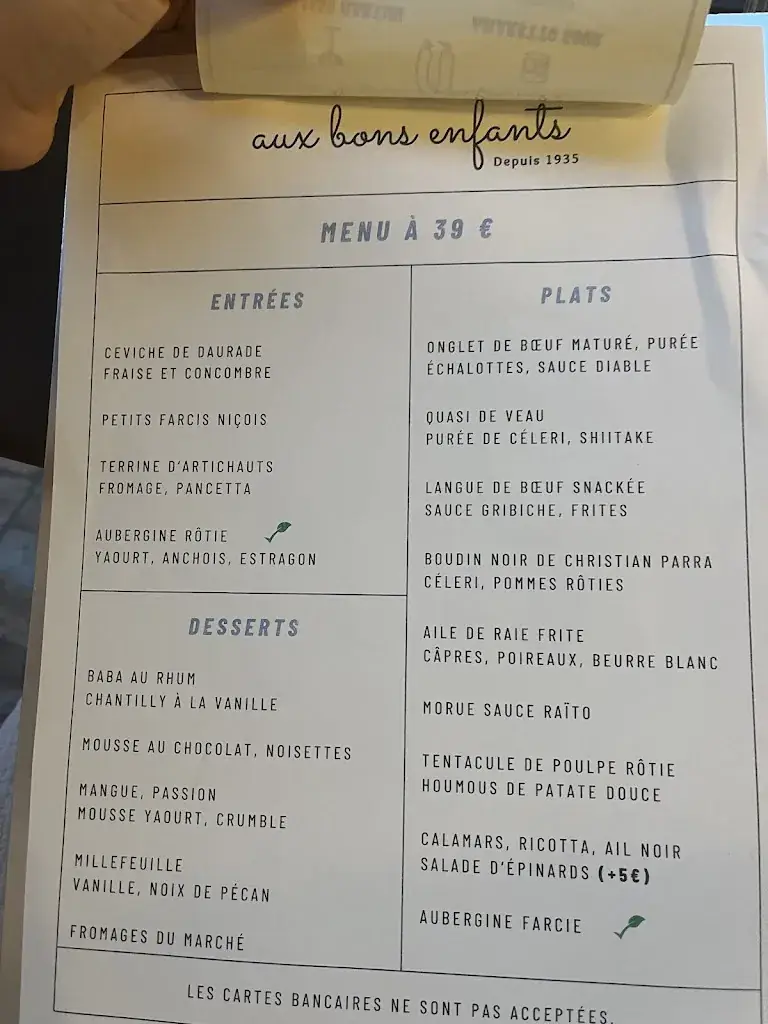 aux bons enfants
Depuis 1935
MENU À 39 €
ENTRÉES
CEVICHE DE DAURADE
FRAISE ET CONCOMBRE
PETITS FARCIS NIÇOIS
TERRINE D'ARTICHAUTS
FROMAGE, PANCETTA
AUBERGINE RÔTIE
YAOURT, ANCHOIS, ESTRAGON
DESSERTS
BABA AU RHUM
CHANTILLY À LA VANILLE
MOUSSE AU CHOCOLAT, NOISETTES
MANGUE, PASSION
MOUSSE YAOURT, CRUMBLE
MILLEFEUILLE
VANILLE, NOIX DE PÉCAN
FROMAGES DU MARCHÉ
PLATS
ONGLET DE BŒUF MATURÉ, PURÉE
ÉCHALOTTES, SAUCE DIABLE
QUASI DE VEAU
PURÉE DE CÉLERI, SHIITAKE
LANGUE DE BŒUF SNACKÉE
SAUCE GRIBICHE, FRITES
BOUDIN NOIR DE CHRISTIAN PARRA
CÉLERI, POMMES RÔTIES
AILE DE RAIE FRITE
CÂPRES, POIREAUX, BEURRE BLANC
MORUE SAUCE RAÏTO
TENTACULE DE POULPE RÔTIE
HOUMOUS DE PATATE DOUCE
CALAMARS, RICOTTA, AIL NOIR
SALADE D'ÉPINARDS (+5€)
AUBERGINE FARCIE
LES CARTES BANCAIRES NE SONT PAS ACCEPTÉES.